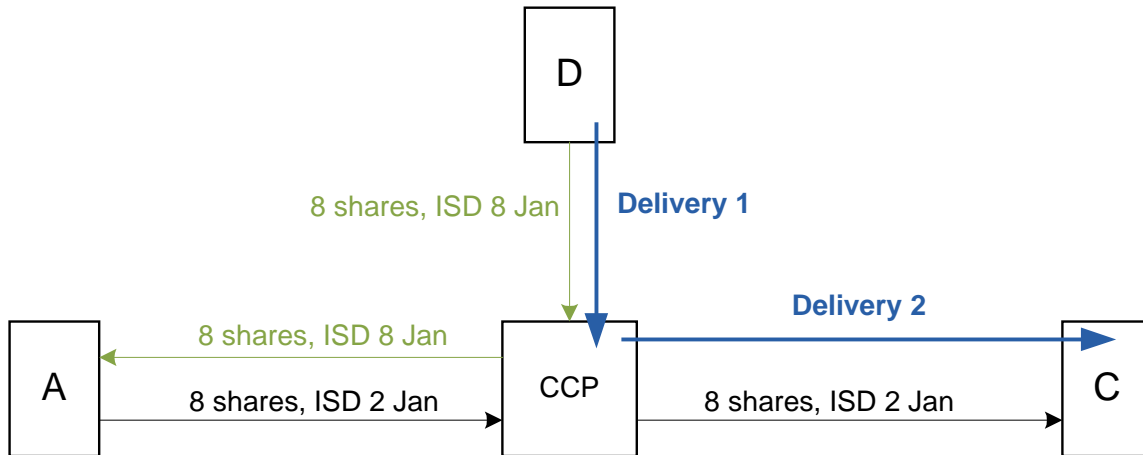 D
8 shares, ISD 8 Jan
Delivery 1
Delivery 2
8 shares, ISD 8 Jan
A
CCP
C
8 shares, ISD 2 Jan
8 shares, ISD 2 Jan